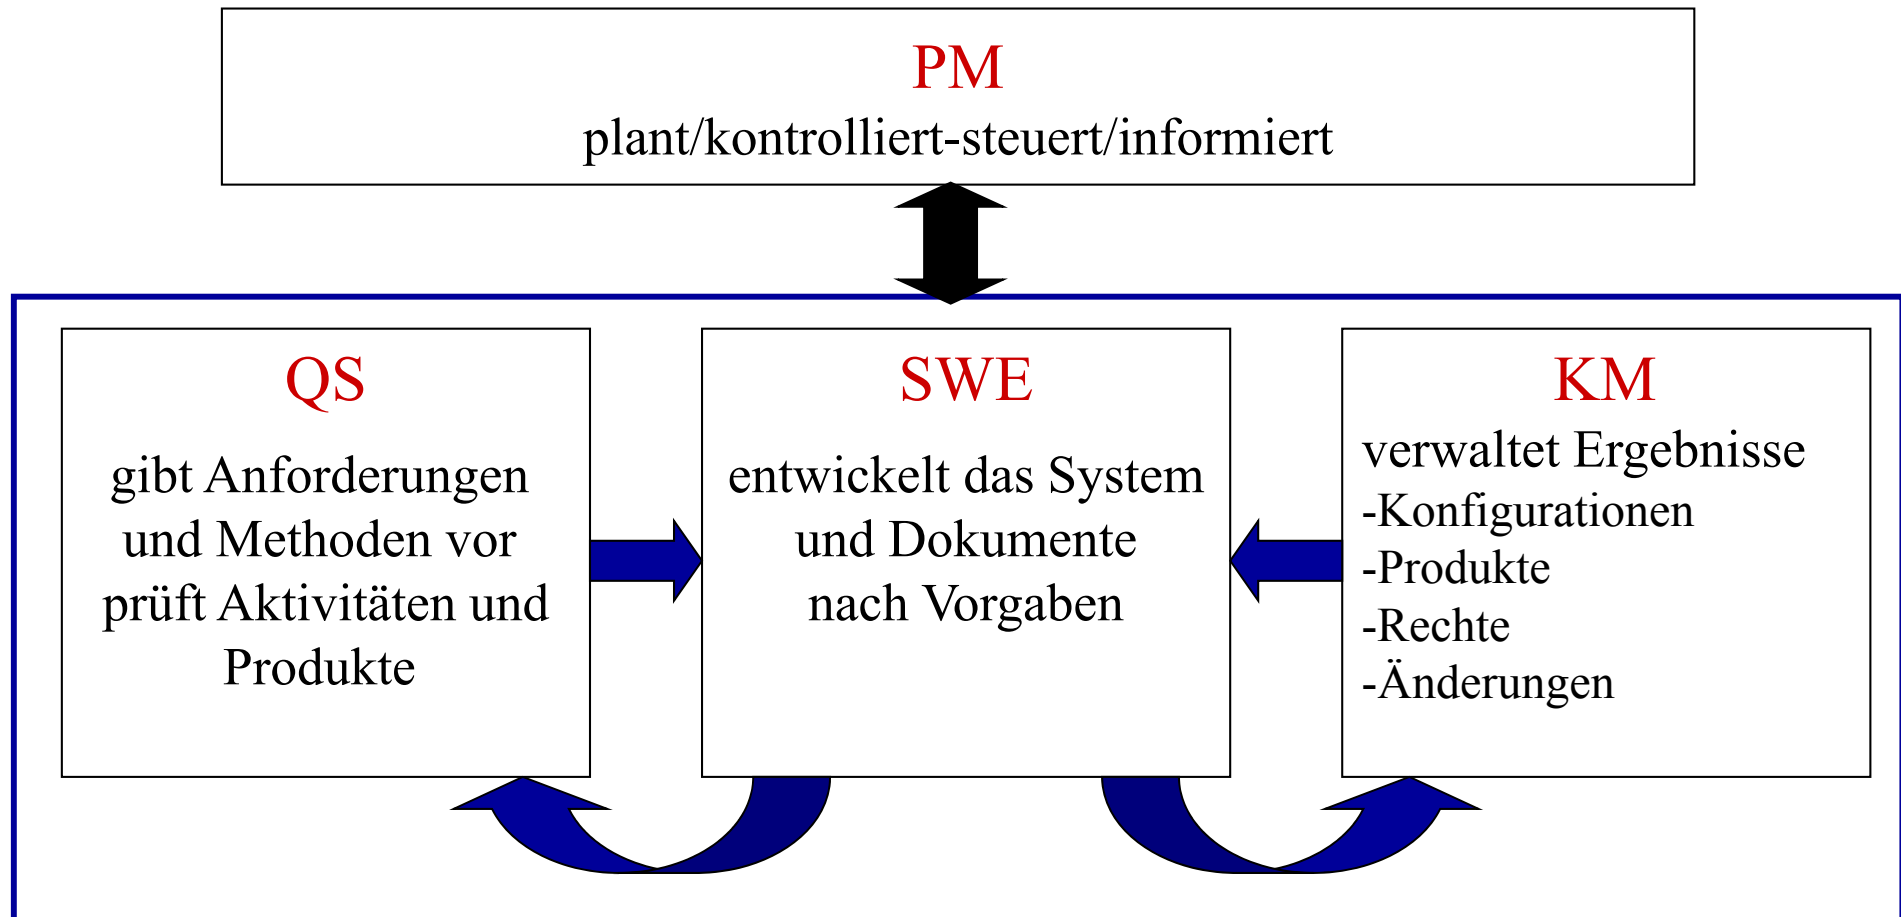 PM
plant/kontrolliert-steuert/informiert
QS
gibt Anforderungen
und Methoden vor
prüft Aktivitäten und
Produkte
SWE
entwickelt das System
und Dokumente
nach Vorgaben
KM
verwaltet Ergebnisse
-Konfigurationen
-Produkte
-Rechte
-Änderungen